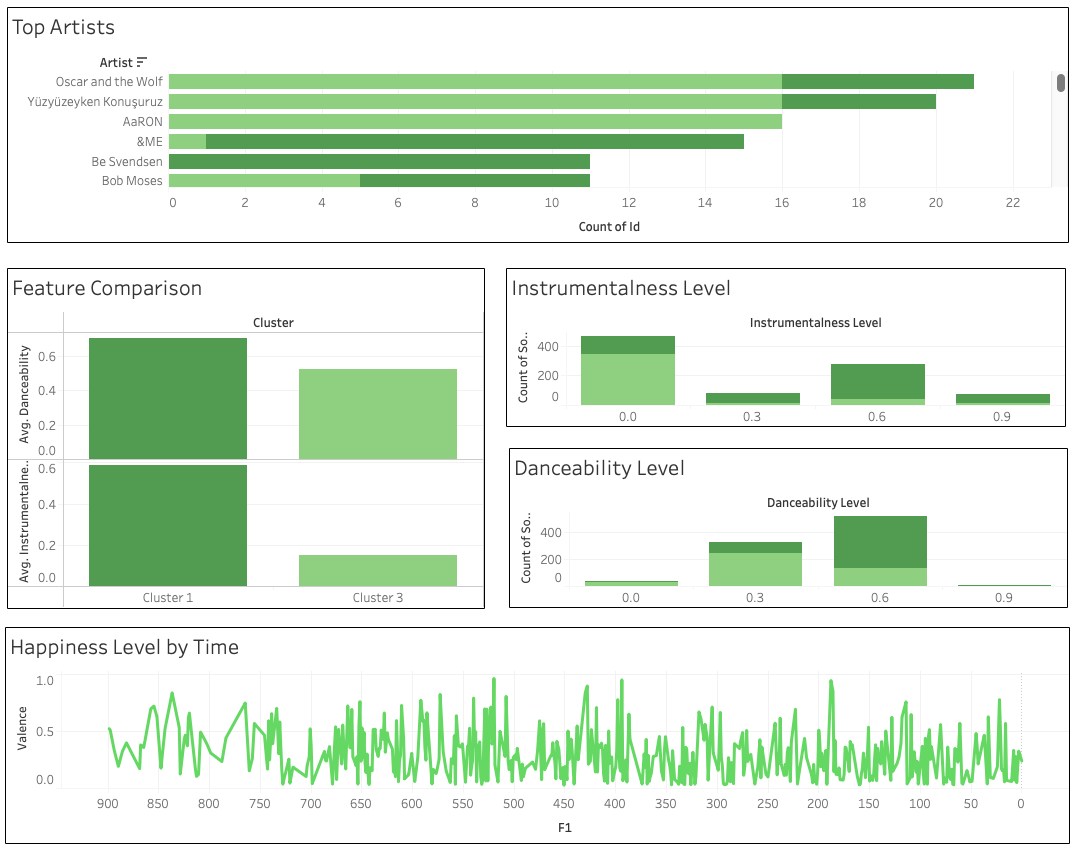 Top Artists
Artist
Oscar and the Wolf
Yüzyüzeyken Konuşuruz
AaRON
&ME
Be Svendsen
Bob Moses
0 2 4 6 8 10 12 14 16 18 20 22
Count of Id
Feature Comparison
Cluster
Avg. Danceability
0.6
0.4
0.2
0.0
Avg. Instrumentalne..
0.6
0.4
0.2
0.0
Cluster 1 Cluster 3
Instrumentalness Level
Instrumentalness Level
Count of So..
400
200
0
0.0 0.3 0.6 0.9
Danceability Level
Danceability Level
Count of So..
400
200
0
0.0 0.3 0.6 0.9
Happiness Level by Time
Valence
1.0
0.5
0.0
900 850 800 750 700 650 600 550 500 450 400 350 300 250 200 150 100 50 0
F1